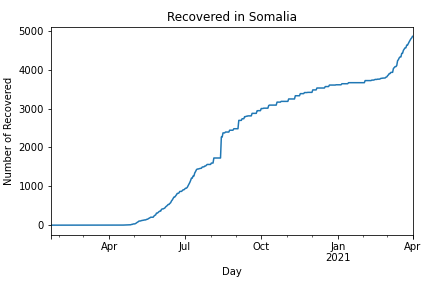 Recovered in Somalia
5000
4000
3000
2000
1000
0
Number of Recovered
Apr Jul Oct Jan Apr
2021
Day